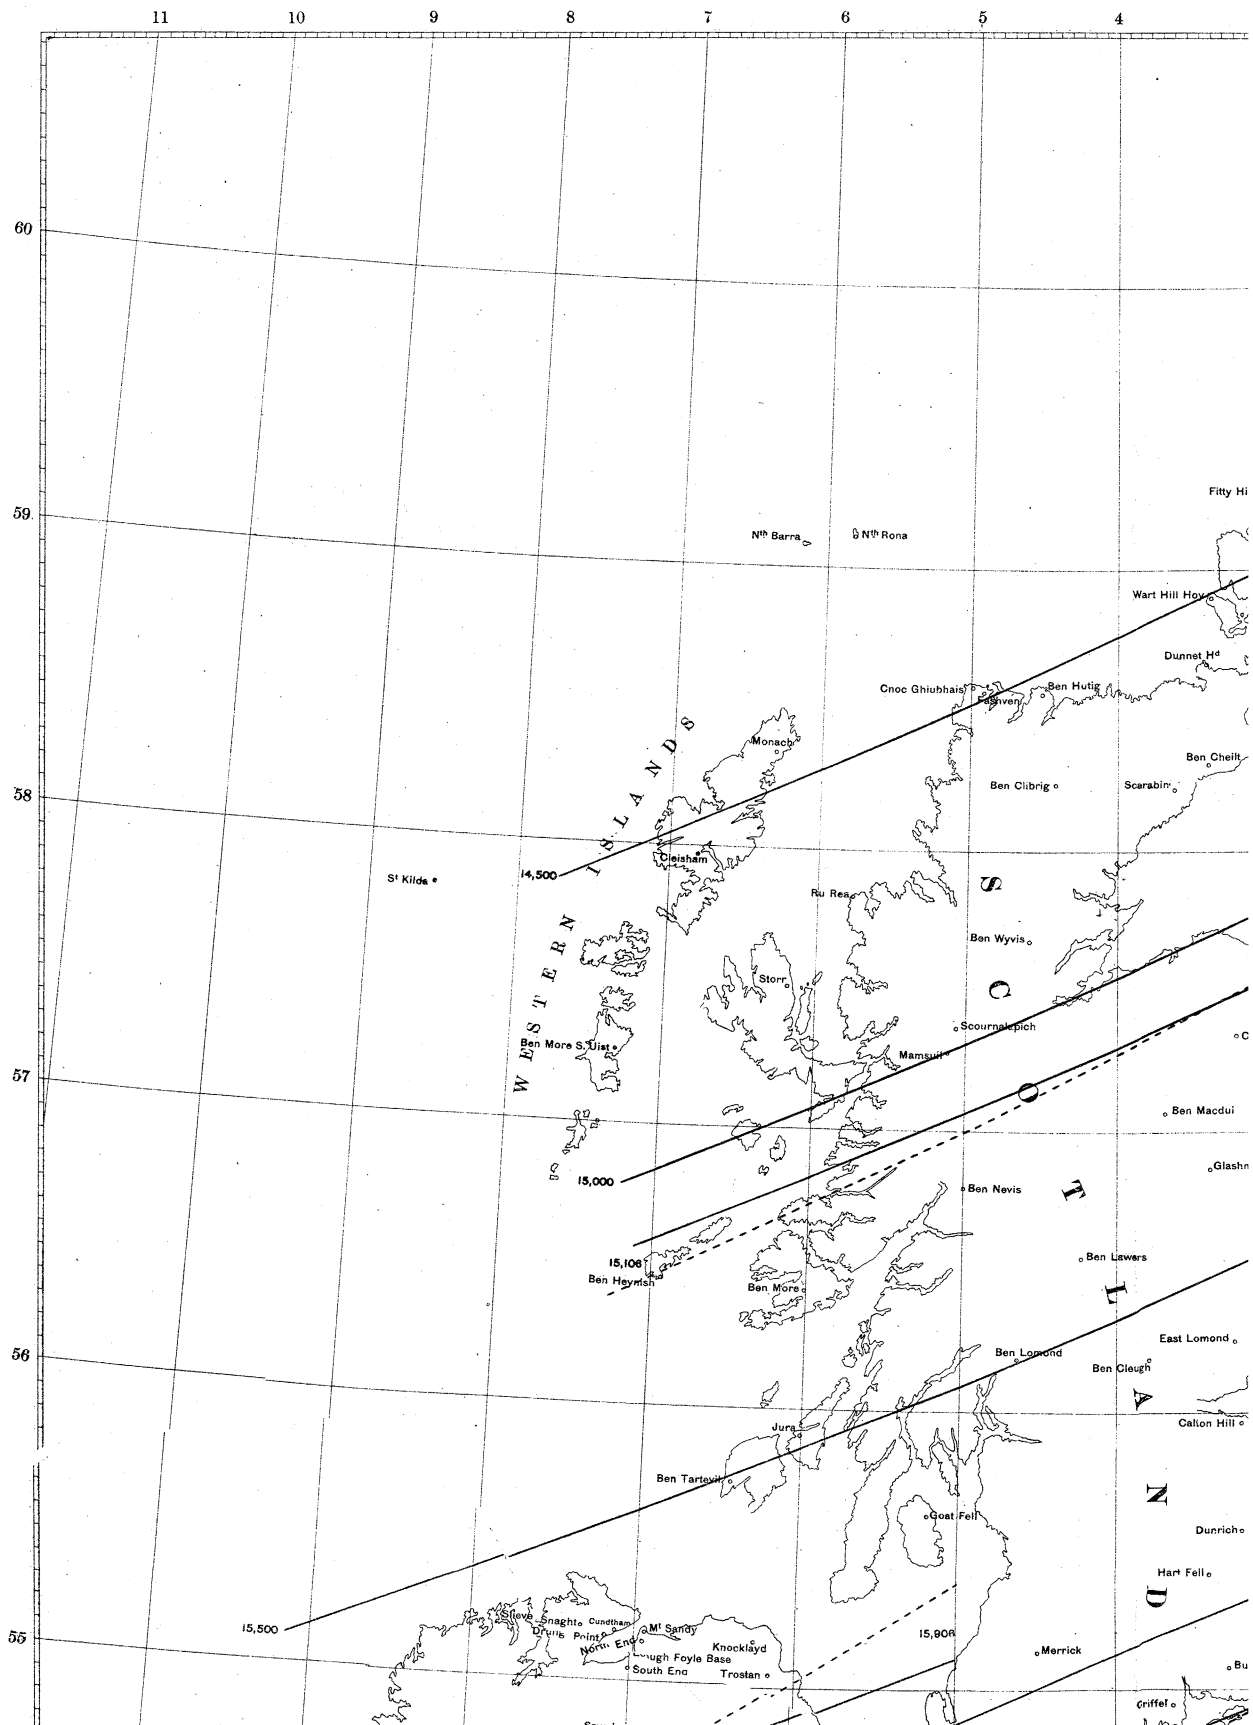 11 10 9 8 7 6 5 4
60
Fitty Hi
59
Nth Barra
Nth Rona
Wart Hill Hoy
Dunnet Hd
Cnoc Ghiubhais
Ben Hutig
Fashven
Monach
Ben Cheilt
Ben Clibrig
Scarabin
58
WESTERN ISLANDS
Cleisham
14,500
St Kilda
Ru Rea
SCOTLAND
Ben Wyvis
Storr
Scournalapich
C
Ben More S. Uist
Mamsuil
57
Ben Macdui
Glashm
15,000
Ben Nevis
15,106
Ben Lawers
Ben Heynish
Ben More
East Lomond
56
Ben Lomond
Ben Cleugh
Calton Hill
Jura
Ben Tartevil
Goat Fell
Dunrich
Hart Fell
Slieve Snaght
Cundtham
15,500
Drung Point
Mt Sandy
15,906
55
North End
Knocklayd
Merrick
Lough Foyle Base
South End
Trostan
Bu
Criffel